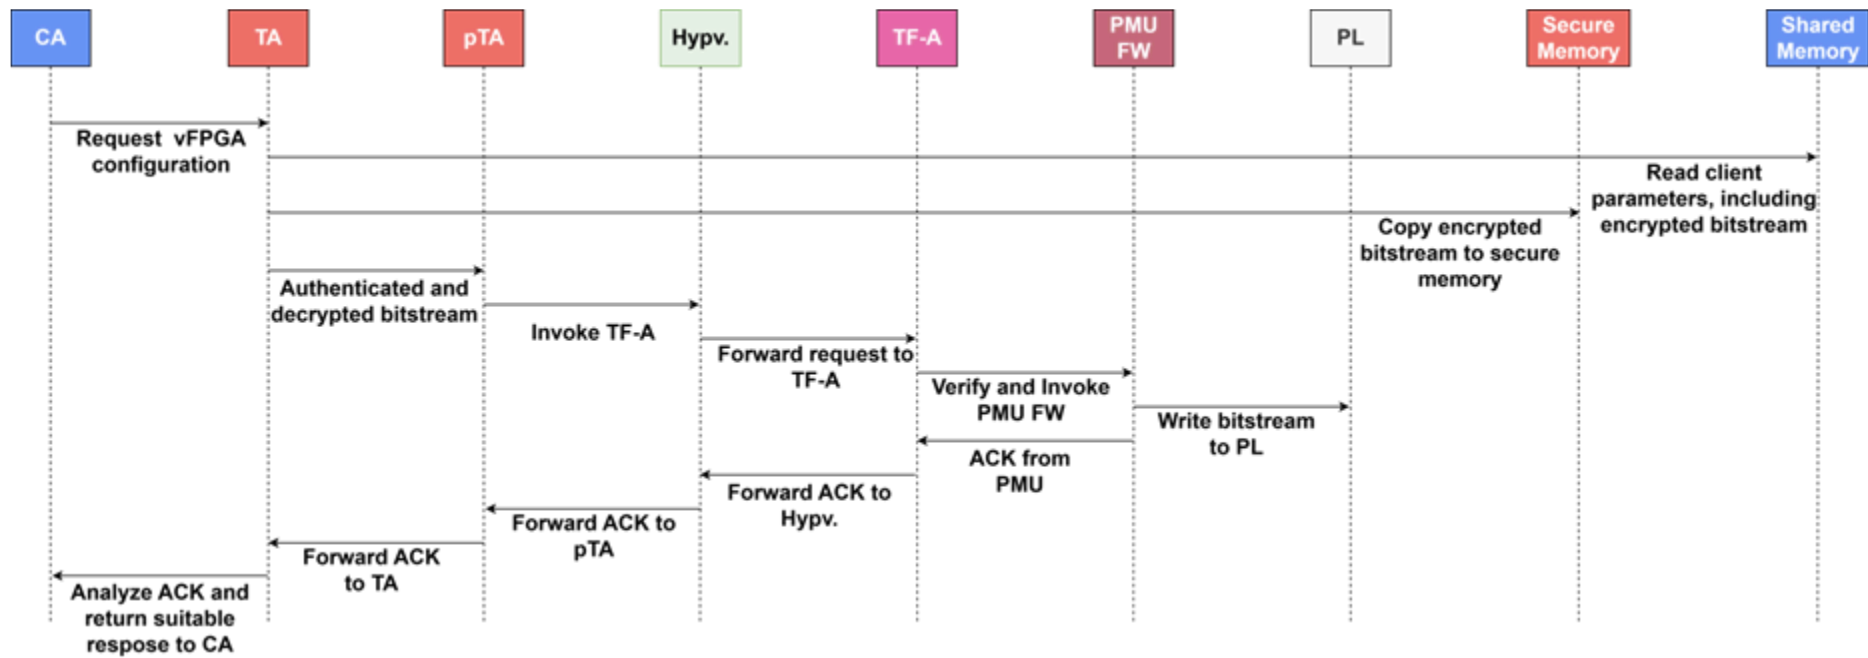 CA
TA
pTA
Hypv.
TF-A
PMU
FW
PL
Secure
Memory
Shared
Memory
Request vFPGA
configuration
Read client
parameters, including
encrypted bitstream
Copy encrypted
bitstream to secure
memory
Authenticated and
decrypted bitstream
Invoke TF-A
Forward request to
TF-A
Verify and Invoke
PMU FW
Write bitstream
to PL
ACK from
PMU
Forward ACK to
Hypv.
Forward ACK to
pTA
Forward ACK
to TA
Analyze ACK and
return suitable
respose to CA